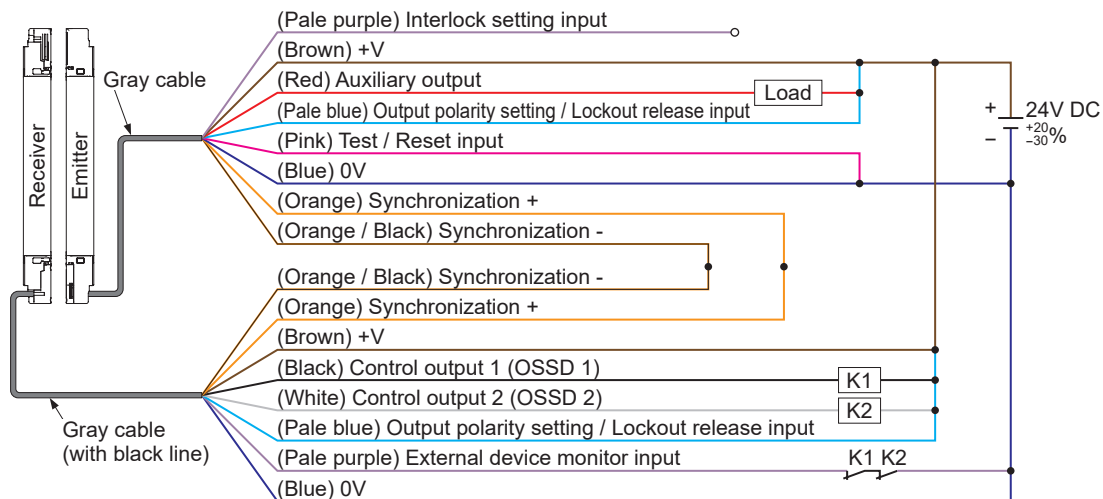 (Pale purple) Interlock setting input
(Brown) +V
Gray cable
(Red) Auxiliary output
Load
(Pale blue) Output polarity setting / Lockout release input
+
24V DC
+20
−30%
−
(Pink) Test / Reset input
Receiver
Emitter
(Blue) 0V
(Orange) Synchronization +
(Orange / Black) Synchronization -
(Orange / Black) Synchronization -
(Orange) Synchronization +
(Brown) +V
(Black) Control output 1 (OSSD 1)
K1
(White) Control output 2 (OSSD 2)
K2
Gray cable
(with black line)
(Pale blue) Output polarity setting / Lockout release input
(Pale purple) External device monitor input
K1 K2
(Blue) 0V